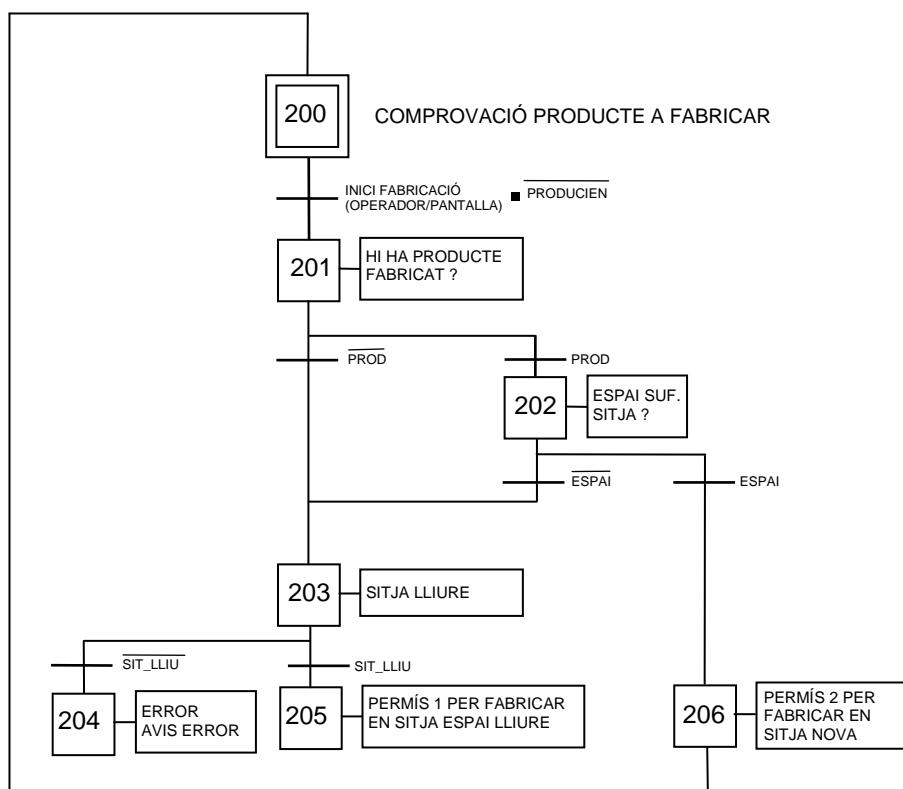 200
COMPROVACIÓ PRODUCTE A FABRICAR
INICI FABRICACIÓ
(OPERADOR/PANTALLA)
PRODUCIEN
201
HI HA PRODUCTE
FABRICAT ?
PROD
PROD
202
ESPAI SUF.
SITJA ?
ESPAI
ESPAI
203
SITJA LLIURE
SIT_LLIU
SIT_LLIU
204
ERROR
AVIS ERROR
205
PERMÍS 1 PER FABRICAR
EN SITJA ESPAI LLIURE
206
PERMÍS 2 PER
FABRICAR EN
SITJA NOVA